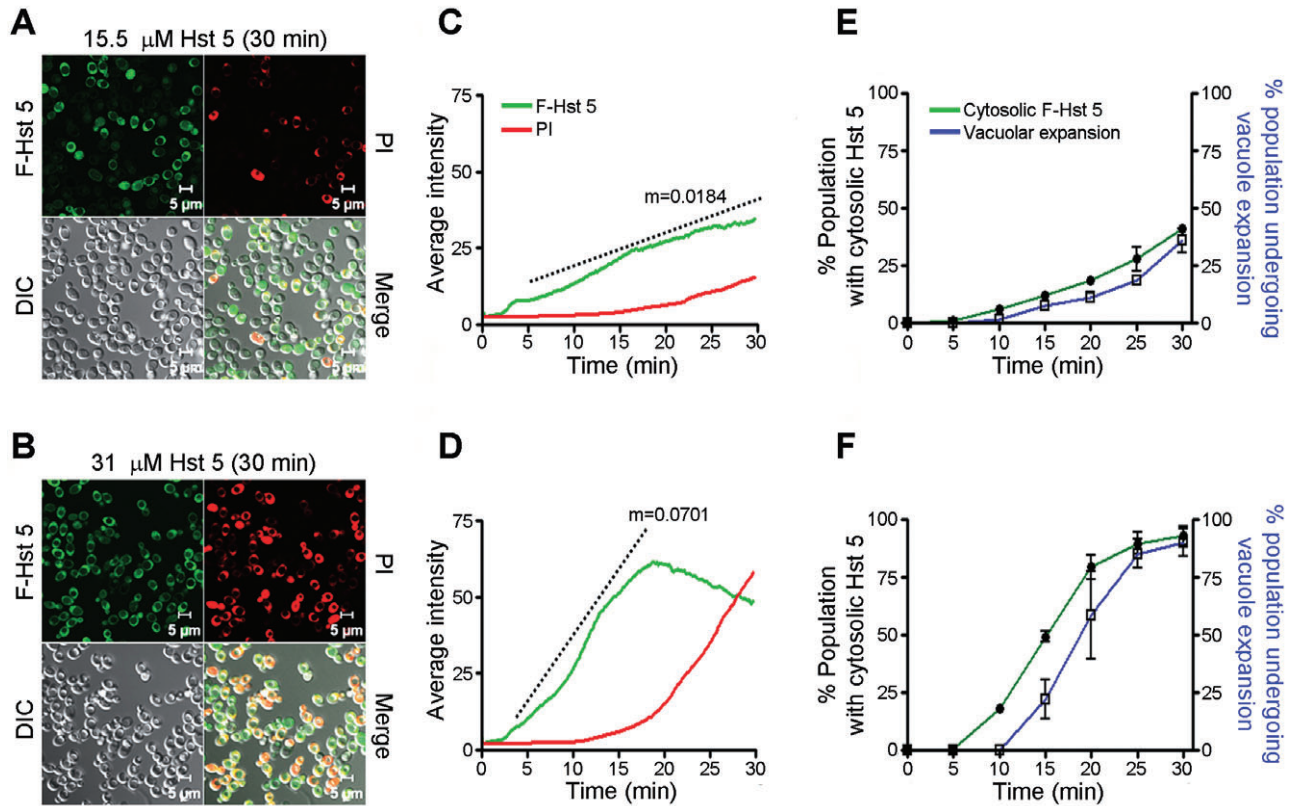 A
15.5 μM Hst 5 (30 min)
F-Hst 5
PI
5 μm
5 μm
DIC
Merge
5 μm
5 μm
C
75
50
25
0
Average intensity
F-Hst 5
PI
m=0.0184
0 5 10 15 20 25 30
Time (min)
E
100
75
50
25
0
% Population
with cytosolic Hst 5
Cytosolic F-Hst 5
Vacuolar expansion
100
75
50
25
0
% population undergoing
vacuole expansion
0 5 10 15 20 25 30
Time (min)
B
31 μM Hst 5 (30 min)
F-Hst 5
PI
5 μm
5 μm
DIC
Merge
5 μm
5 μm
D
75
50
25
0
Average intensity
m=0.0701
0 5 10 15 20 25 30
Time (min)
F
100
75
50
25
0
% Population
with cytosolic Hst 5
100
75
50
25
0
% population undergoing
vacuole expansion
0 5 10 15 20 25 30
Time (min)